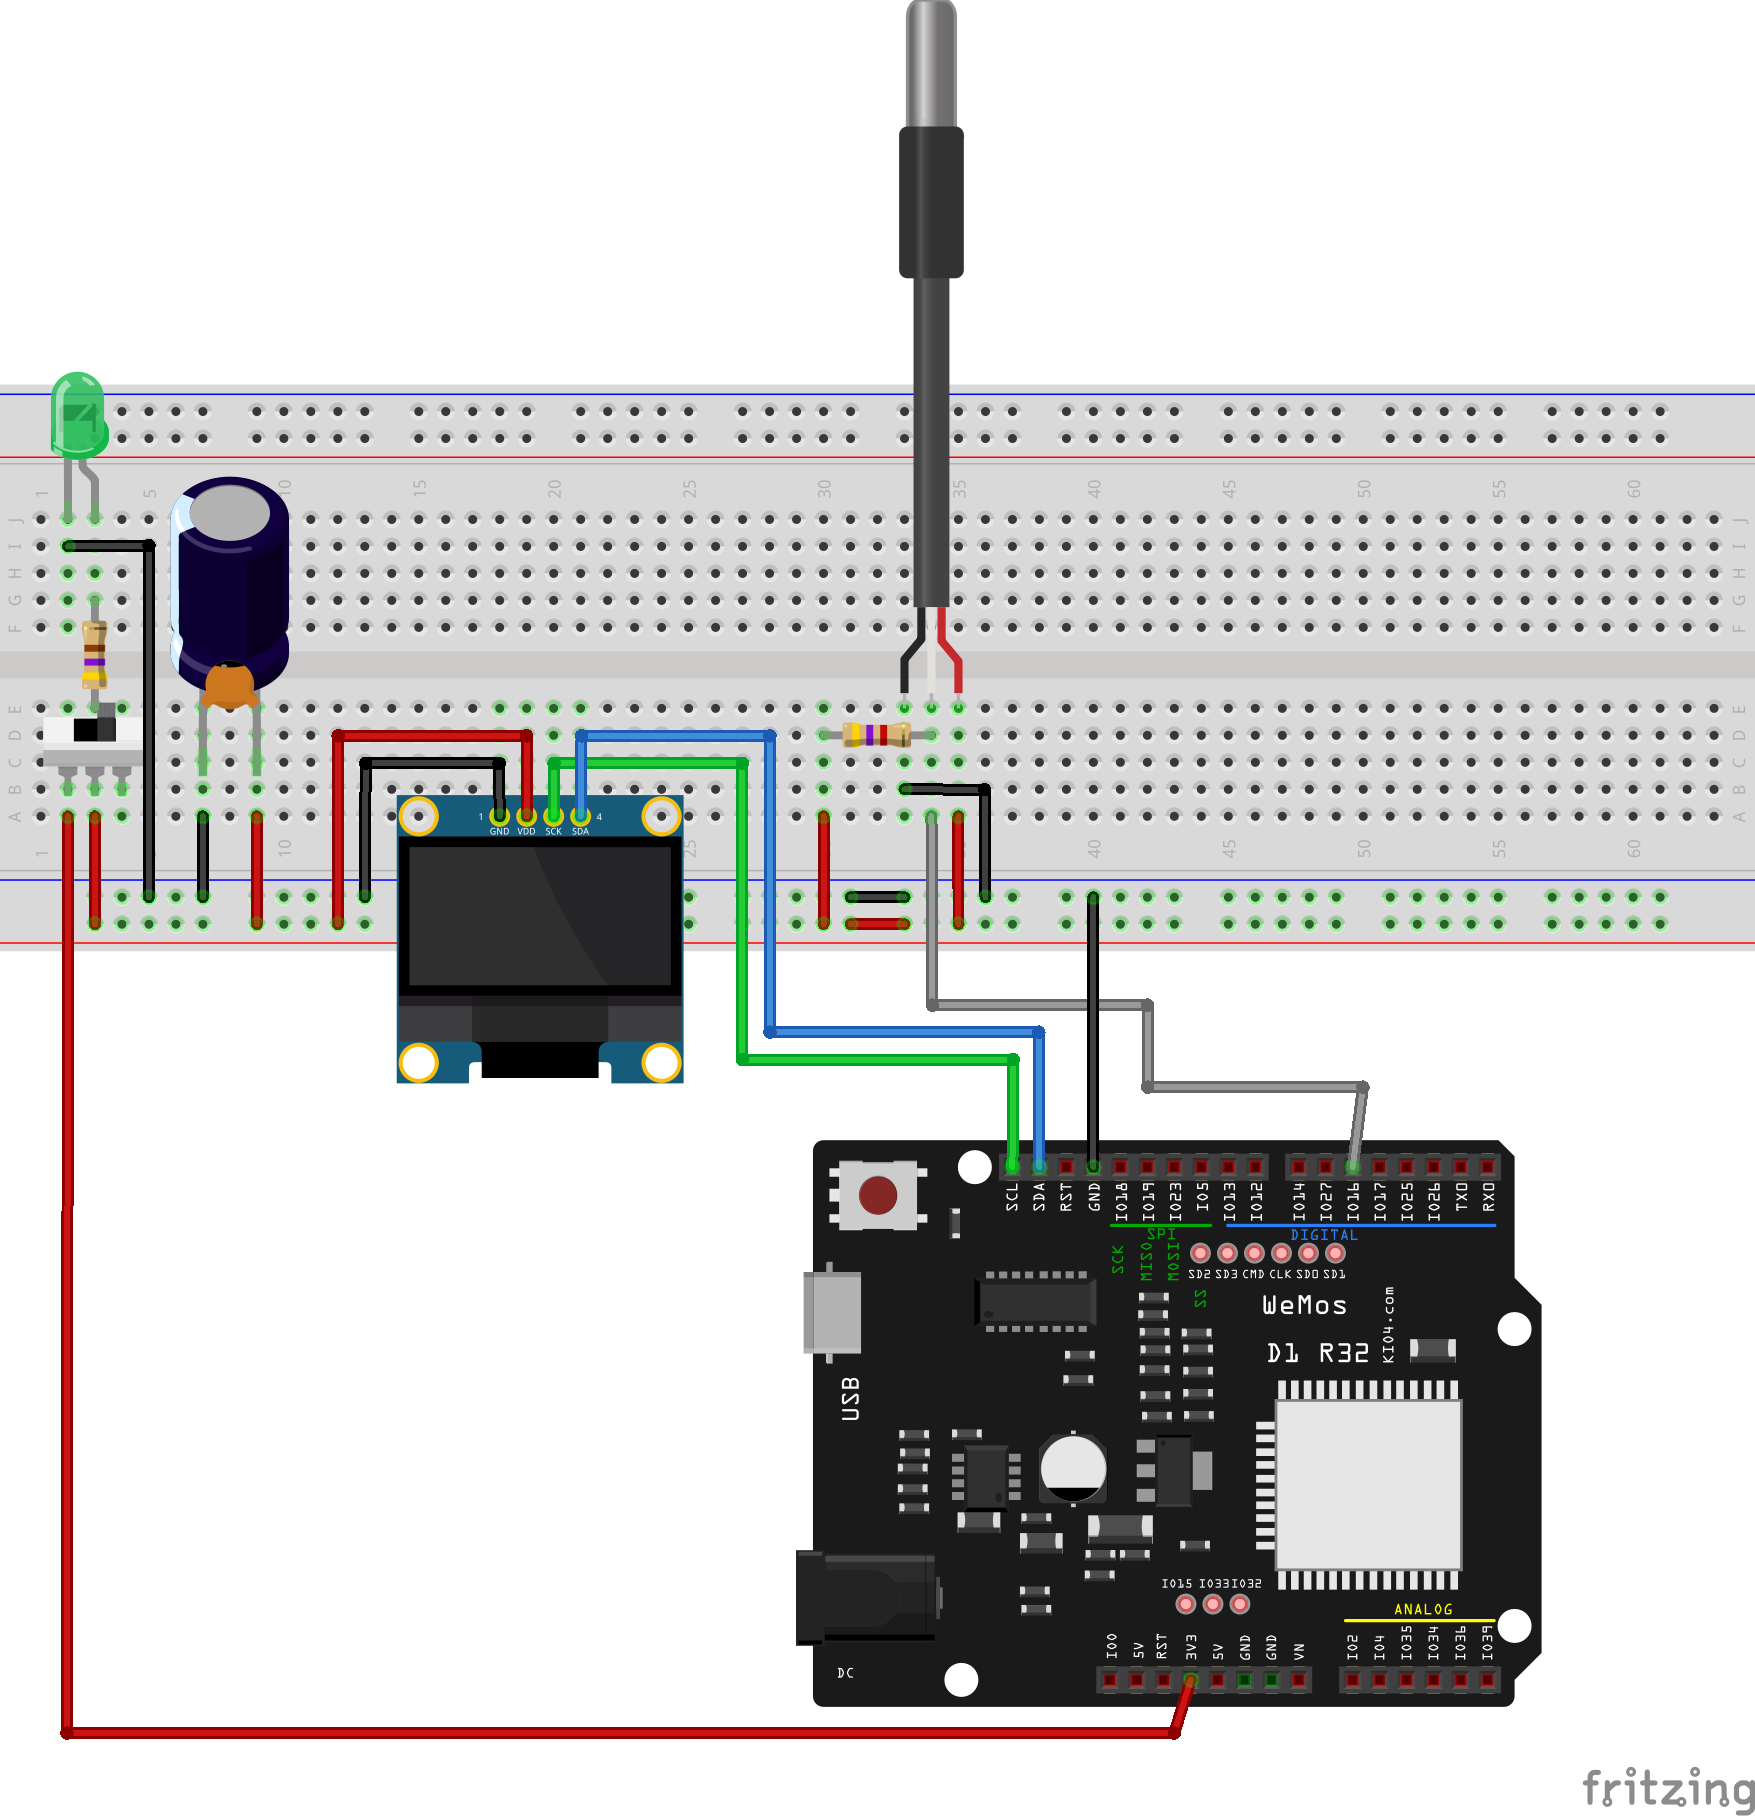 1 5 10 15 20 25 30 35 40 45 50 55 60
J J
I I
H H
G G
F F
E E
D D
C C
B B
A A
1 GND VDD SCK SDA 4
1 10 25 40 45 50 55 60
SCL SDA RST GND IO18 IO19 IO23 IO5 IO13 IO12 IO14 IO27 IO16 IO17 IO25 IO26 TXO RXO
SPI DIGITAL
SCK MISO MOSI SS
SD2 SD3 CMD CLK SD0 SD1
WeMos
D1 R32
KIO4.com
USB
IO15 IO33 IO32
ANALOG
IO0 5V RST 3V3 5V GND GND VN IO2 IO4 IO35 IO34 IO36 IO39
DC
fritzing